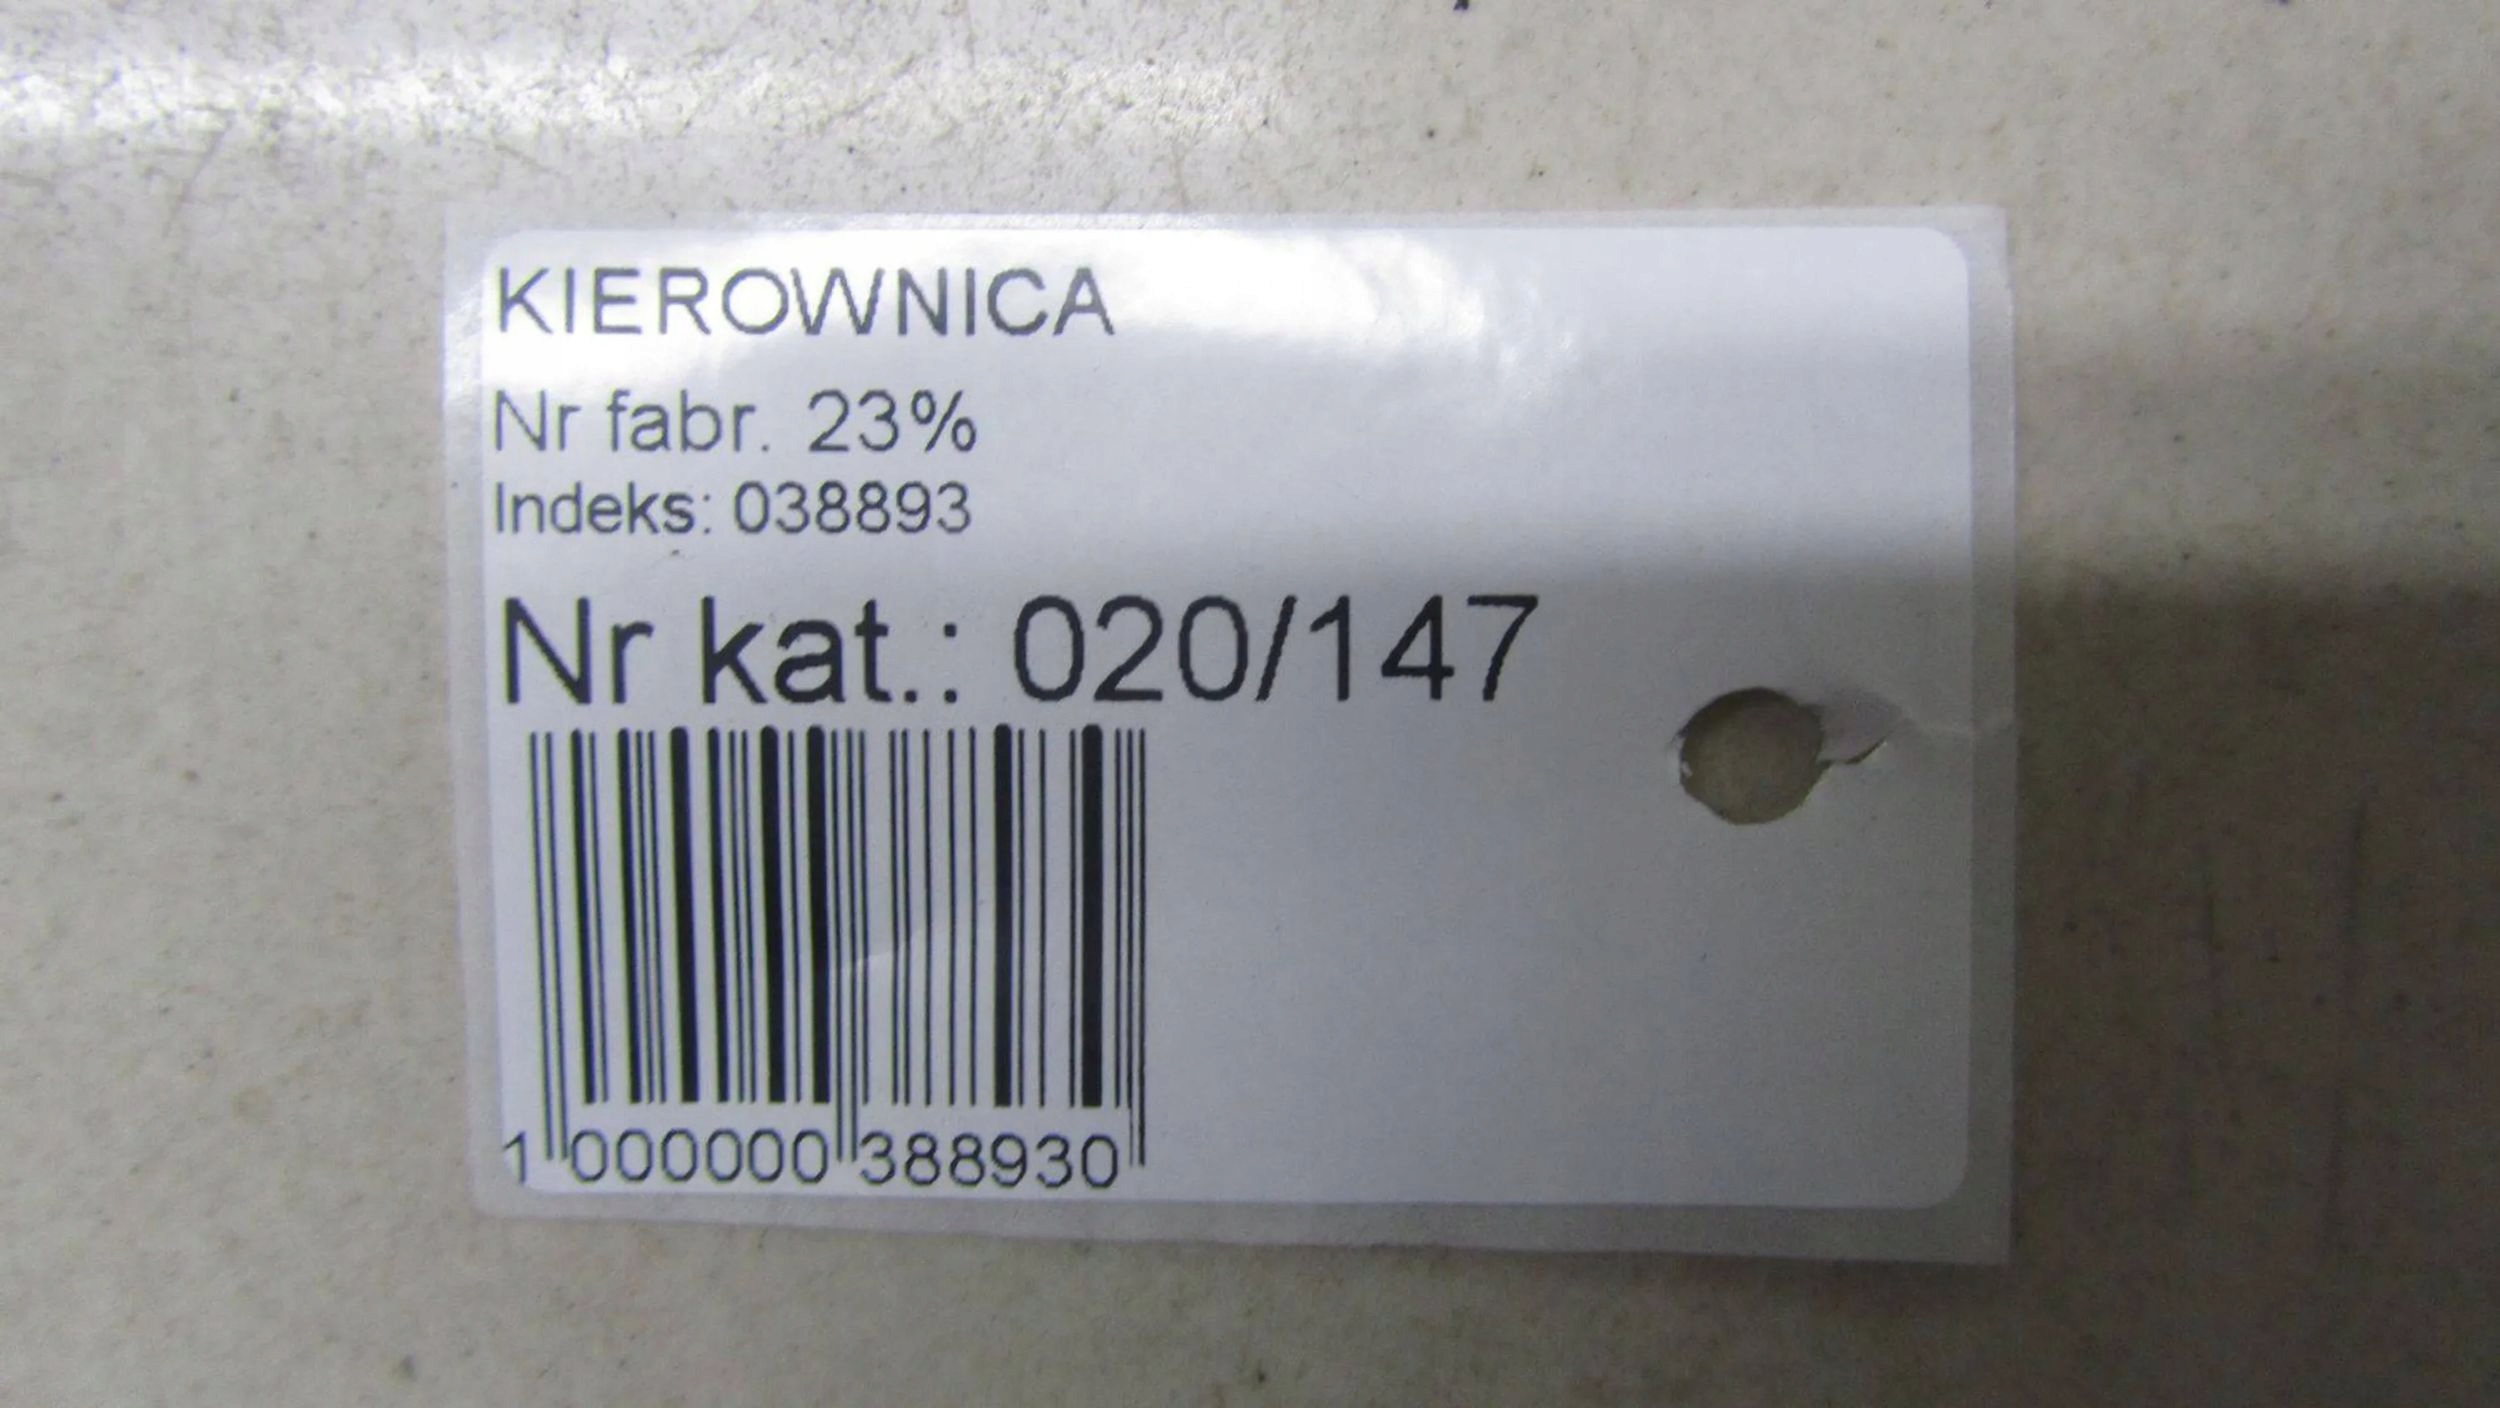 KIEROWNICA
Nr fabr. 23%
Indeks: 038893
Nr kat.: 020/147
1 000000 388930